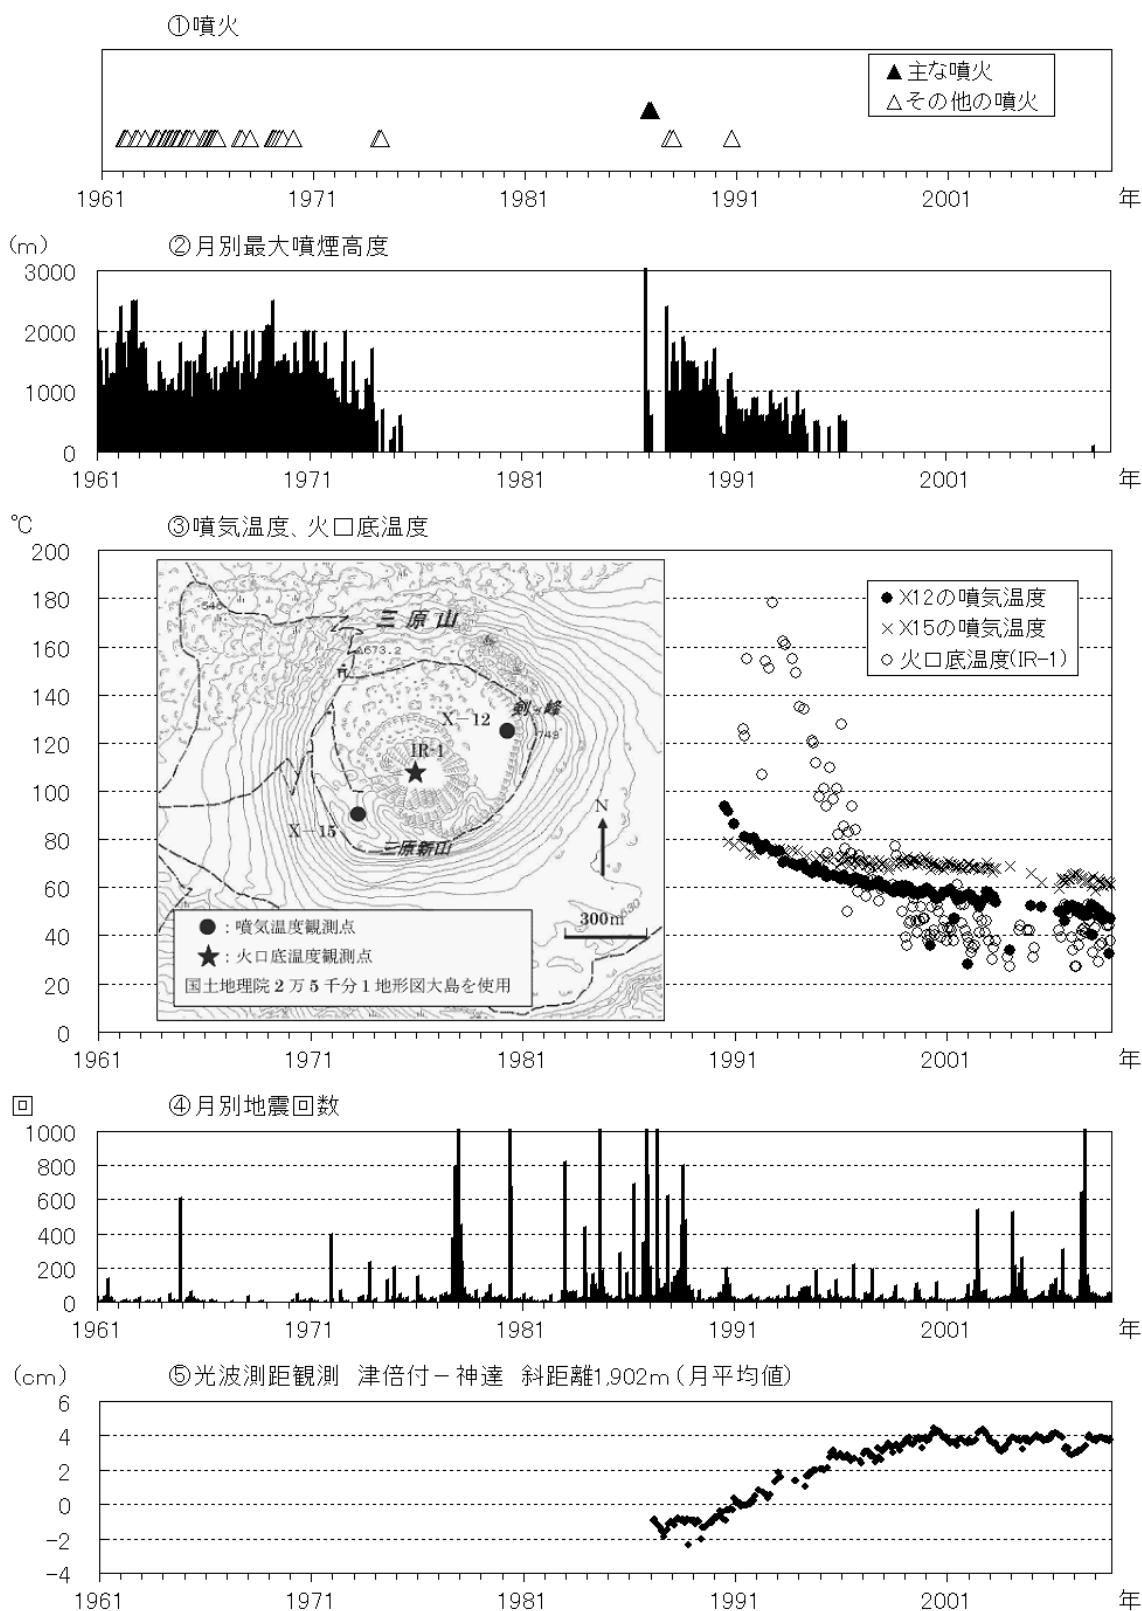 ①噴火
▲主な噴火
△その他の噴火
1961 1971 1981 1991 2001 年
(m) ②月別最大噴煙高度
3000
2000
1000
0
1961 1971 1981 1991 2001 年
℃ ③噴気温度、火口底温度
200
180
160
140
120
100
80
60
40
20
0
三原山
673.2
X−12
剣ヶ峰
749
IR-1
X−15
三原新山
N
300m
●:噴気温度観測点
★:火口底温度観測点
国土地理院2万5千分1地形図大島を使用
● X12の噴気温度
× X15の噴気温度
○ 火口底温度(IR-1)
1961 1971 1981 1991 2001 年
回 ④月別地震回数
1000
800
600
400
200
0
1961 1971 1981 1991 2001 年
(cm) ⑤光波測距観測 津倍付−神達 斜距離1,902m(月平均値)
6
4
2
0
-2
-4
1961 1971 1981 1991 2001 年